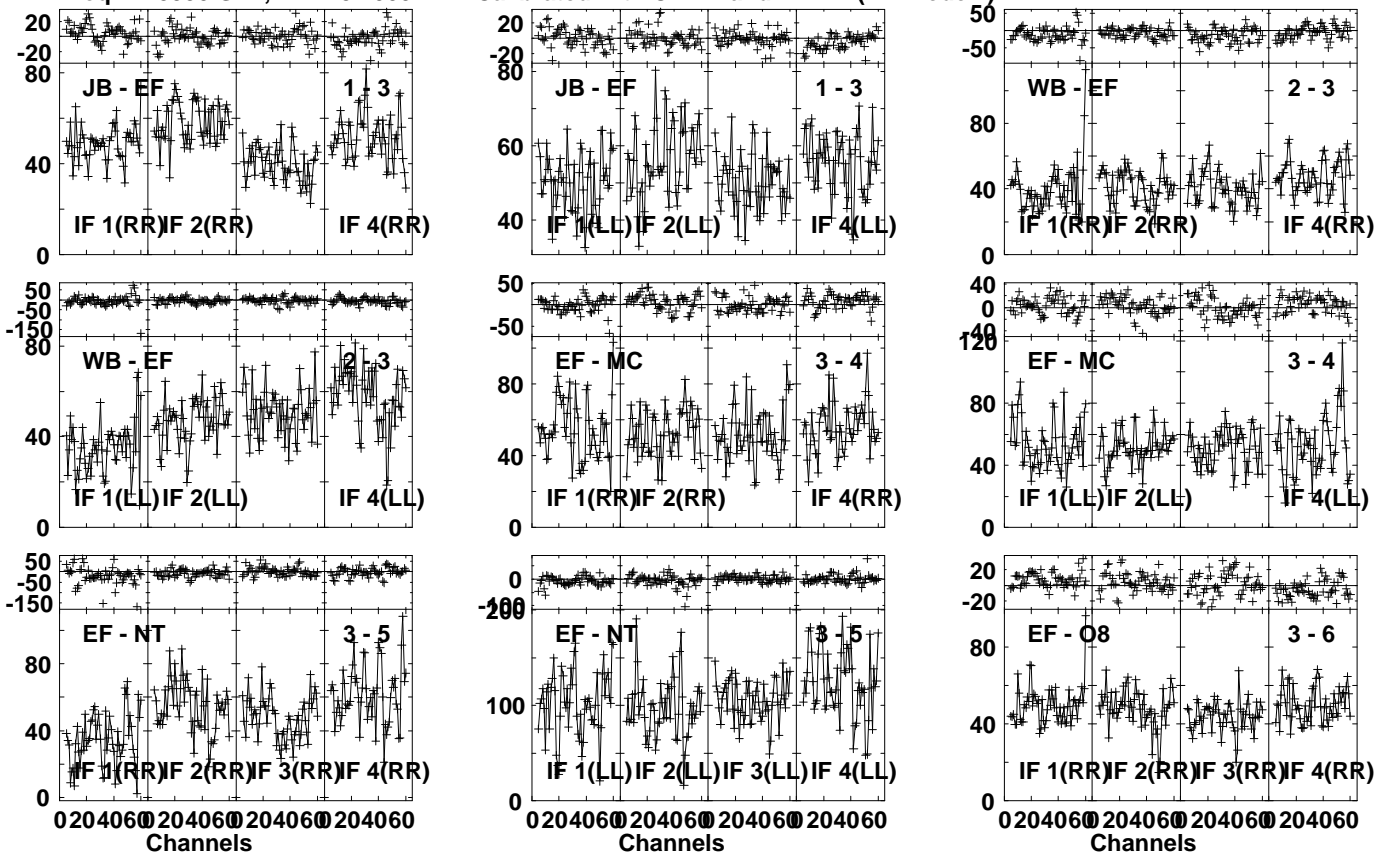 20
-20
80
40
0
JB - EF 1 - 3
IF 1(RR) IF 2(RR) IF 4(RR)
80
60
40
20
-20
JB - EF 1 - 3
IF 1(LL) IF 2(LL) IF 4(LL)
50
-50
80
40
0
WB - EF 2 - 3
IF 1(RR) IF 2(RR) IF 4(RR)
50
-50
-150
80
40
0
WB - EF 2 - 3
IF 1(LL) IF 2(LL) IF 4(LL)
50
-50
80
40
0
EF - MC 3 - 4
IF 1(RR) IF 2(RR) IF 4(RR)
40
0
-40
120
80
40
0
EF - MC 3 - 4
IF 1(LL) IF 2(LL) IF 4(LL)
50
-50
-150
80
40
0
EF - NT 3 - 5
IF 1(RR) IF 2(RR) IF 3(RR) IF 4(RR)
0 20 40 60 0 20 40 60 0 20 40 60 0 20 40 60
Channels
0
-100
200
100
0
EF - NT 3 - 5
IF 1(LL) IF 2(LL) IF 3(LL) IF 4(LL)
0 20 40 60 0 20 40 60 0 20 40 60 0 20 40 60
Channels
20
-20
80
40
0
EF - O8 3 - 6
IF 1(RR) IF 2(RR) IF 3(RR) IF 4(RR)
0 20 40 60 0 20 40 60 0 20 40 60 0 20 40 60
Channels